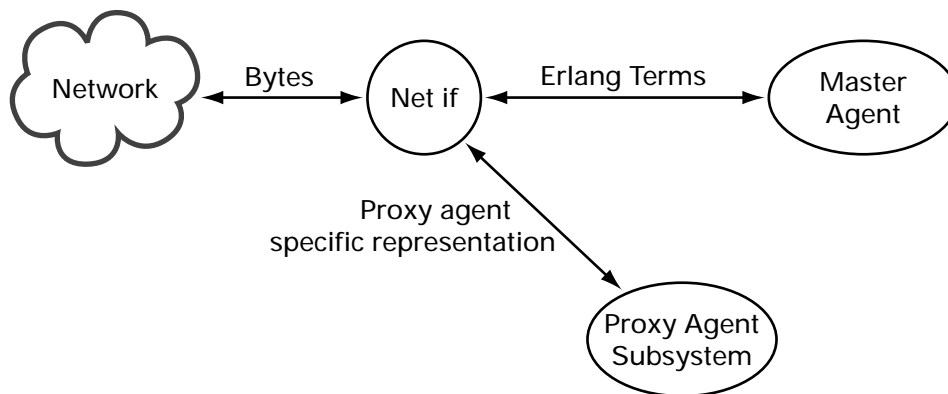 Network
Bytes
Net if
Erlang Terms
Master
Agent
Proxy agent
specific representation
Proxy Agent
Subsystem